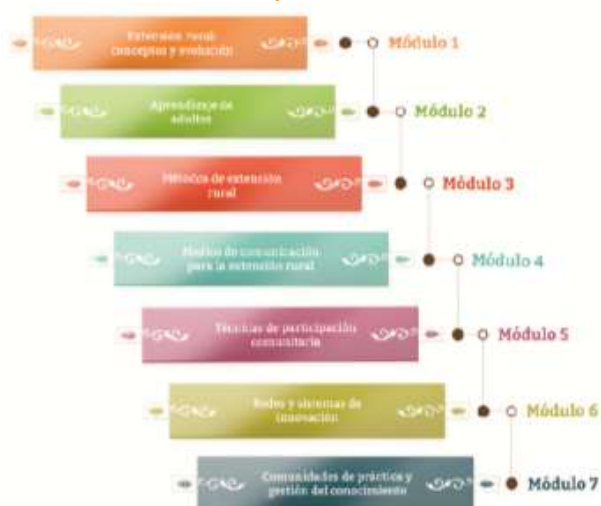 Extensión rural:
conceptos y evolución
Módulo 1
Aprendizaje de
adultos
Módulo 2
Métodos de extensión
rural
Módulo 3
Medios de comunicación
para la extensión rural
Módulo 4
Técnicas de participación
comunitaria
Módulo 5
Redes y sistemas de
innovación
Módulo 6
Comunidades de práctica y
gestión del conocimiento
Módulo 7